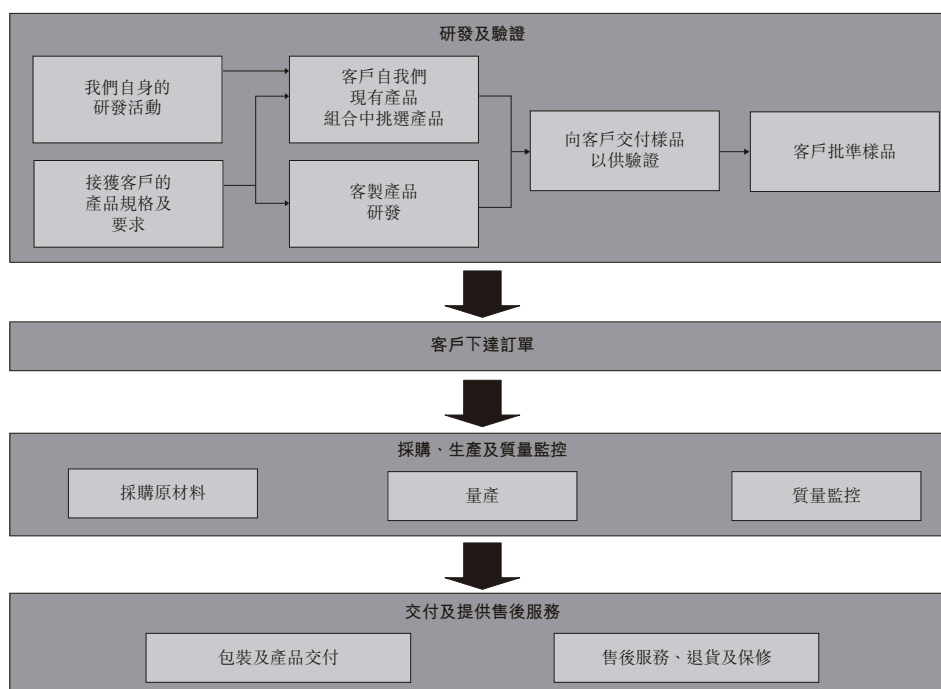 研發及驗證
我們自身的
研發活動
客戶自我們
現有產品
組合中挑選產品
接獲客戶的
產品規格及
要求
客製產品
研發
向客戶交付樣品
以供驗證
客戶批準樣品
客戶下達訂單
採購、生產及質量監控
採購原材料
量產
質量監控
交付及提供售後服務
包裝及產品交付
售後服務、退貨及保修